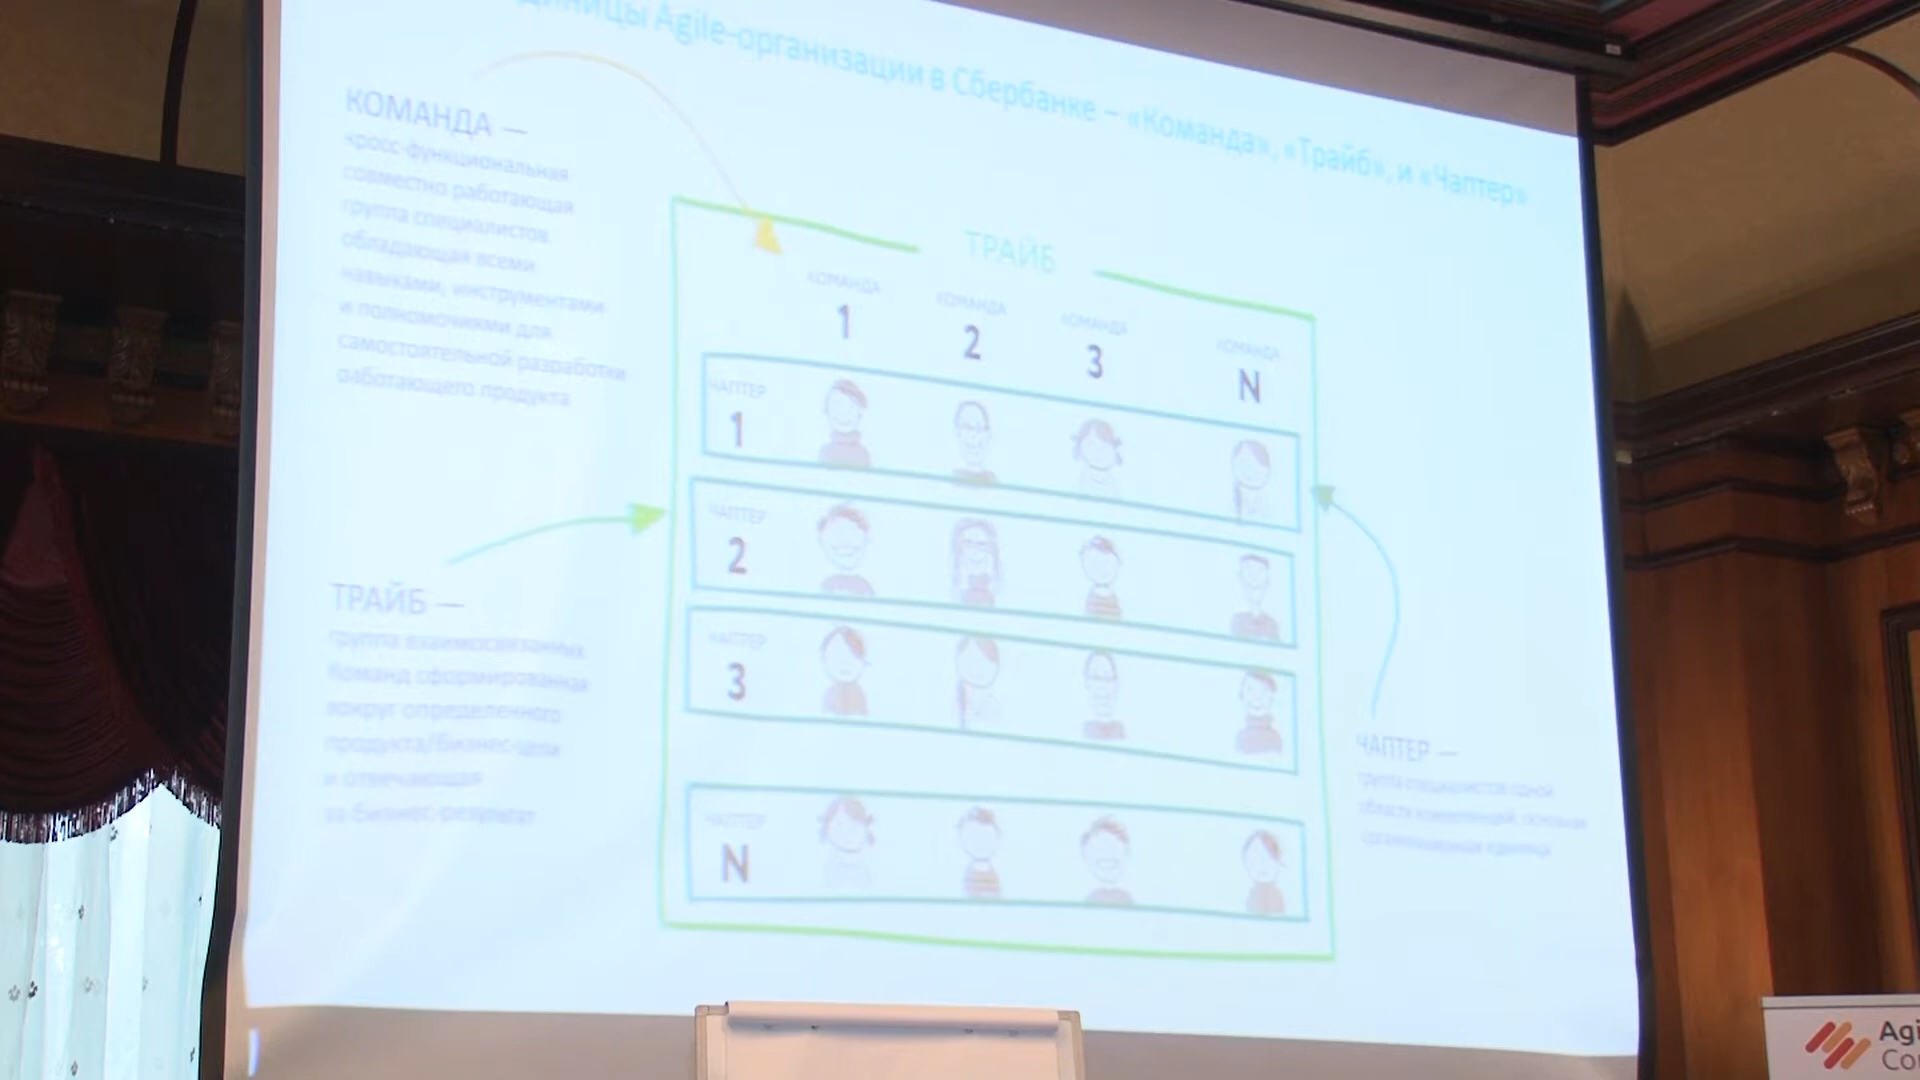 Agile-организации в Сбербанке – «Команда», «Трайб», и «Чаптер»
КОМАНДА —
кросс-функциональная
совместно работающая
группа специалистов
обладающая всеми
навыками, инструментами
и полномочиями для
самостоятельной разработки
работающего продукта
ТРАЙБ —
группа взаимосвязанных
Команд сформированная
вокруг определенного
продукта/бизнес-цели
и отвечающая
за бизнес-результат
ТРАЙБ
КОМАНДА
1
КОМАНДА
2
КОМАНДА
3
КОМАНДА
N
ЧАПТЕР
1
ЧАПТЕР
2
ЧАПТЕР
3
ЧАПТЕР
N
ЧАПТЕР —
группа специалистов одной
области компетенций, основная
организационная единица
Agi
Co